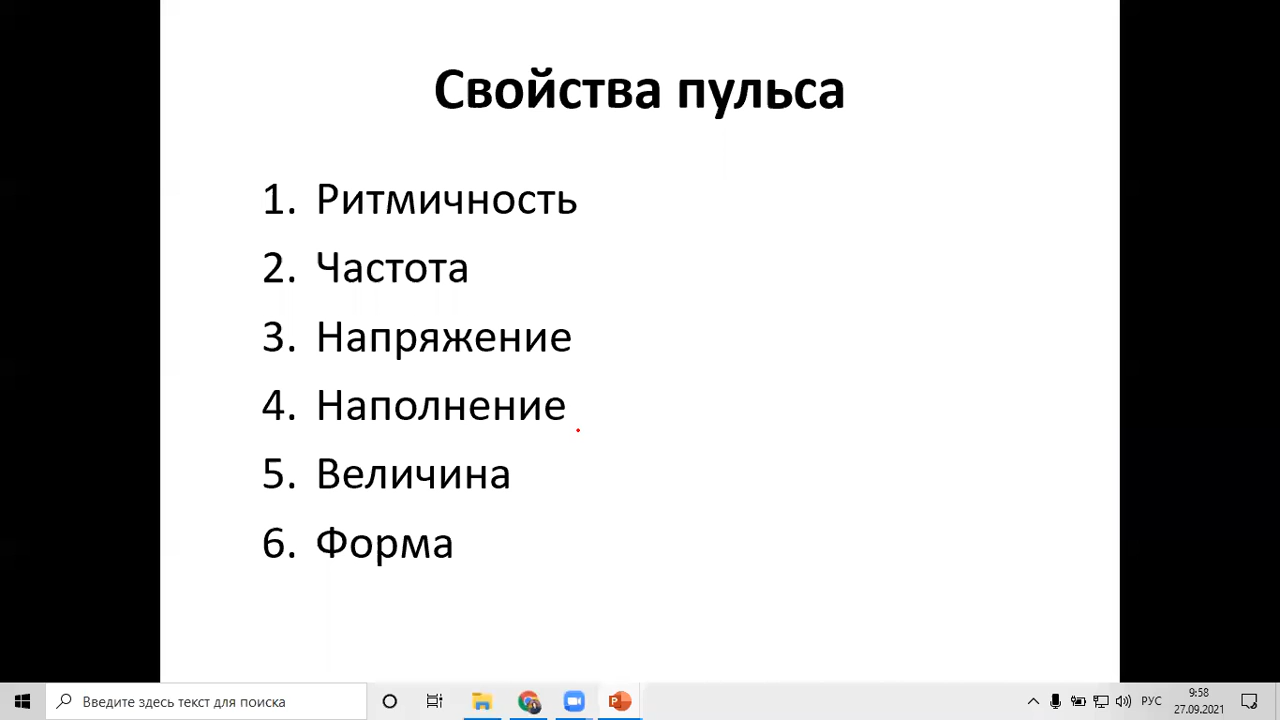 Свойства пульса
1. Ритмичность
2. Частота
3. Напряжение
4. Наполнение
5. Величина
6. Форма
Введите здесь текст для поиска
РУС
9:58
27.09.2021